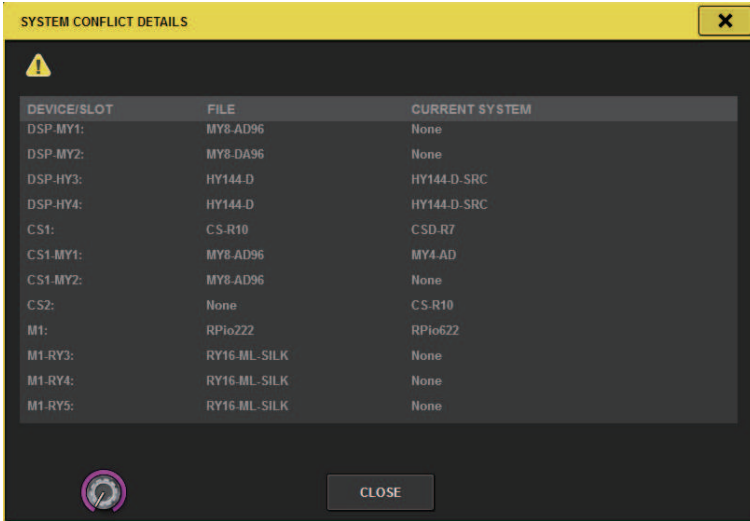 SYSTEM CONFLICT DETAILS
DEVICE/SLOT FILE CURRENT SYSTEM
DSP-MY1: MY8-AD96 None
DSP-MY2: MY8-DA96 None
DSP-HY3: HY144-D HY144-D-SRC
DSP-HY4: HY144-D HY144-D-SRC
CS1: CS-R10 CSD-R7
CS1-MY1: MY8-AD96 MY4-AD
CS1-MY2: MY8-AD96 None
CS2: None CS-R10
M1: RPio222 RPio622
M1-RY3: RY16-ML-SILK None
M1-RY4: RY16-ML-SILK None
M1-RY5: RY16-ML-SILK None
CLOSE